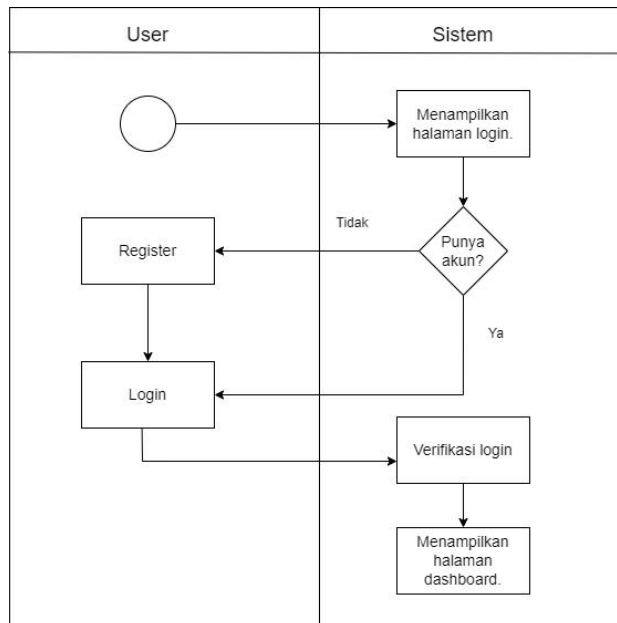 User
Sistem
Menampilkan
halaman login.
Tidak
Punya
akun?
Register
Ya
Login
Verifikasi login
Menampilkan
halaman
dashboard.